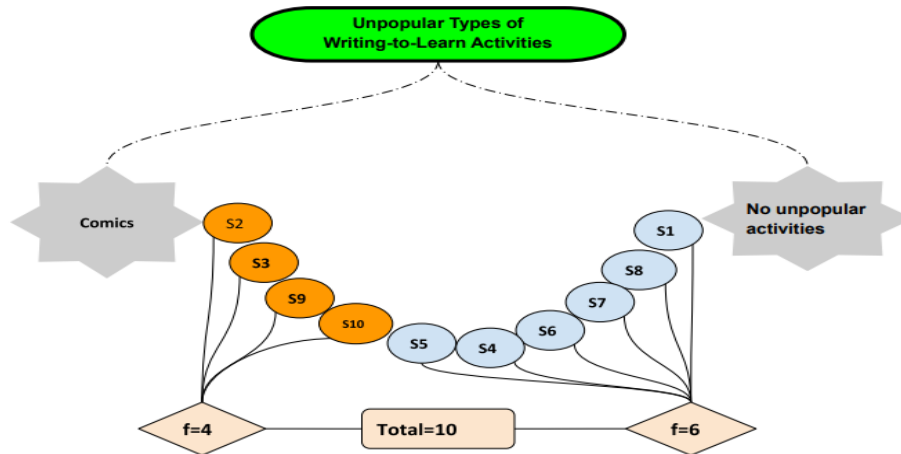 Unpopular Types of
Writing-to-Learn Activities
Comics
No unpopular
activities
S2
S3
S9
S10
S5
S4
S6
S7
S8
S1
f=4
Total=10
f=6